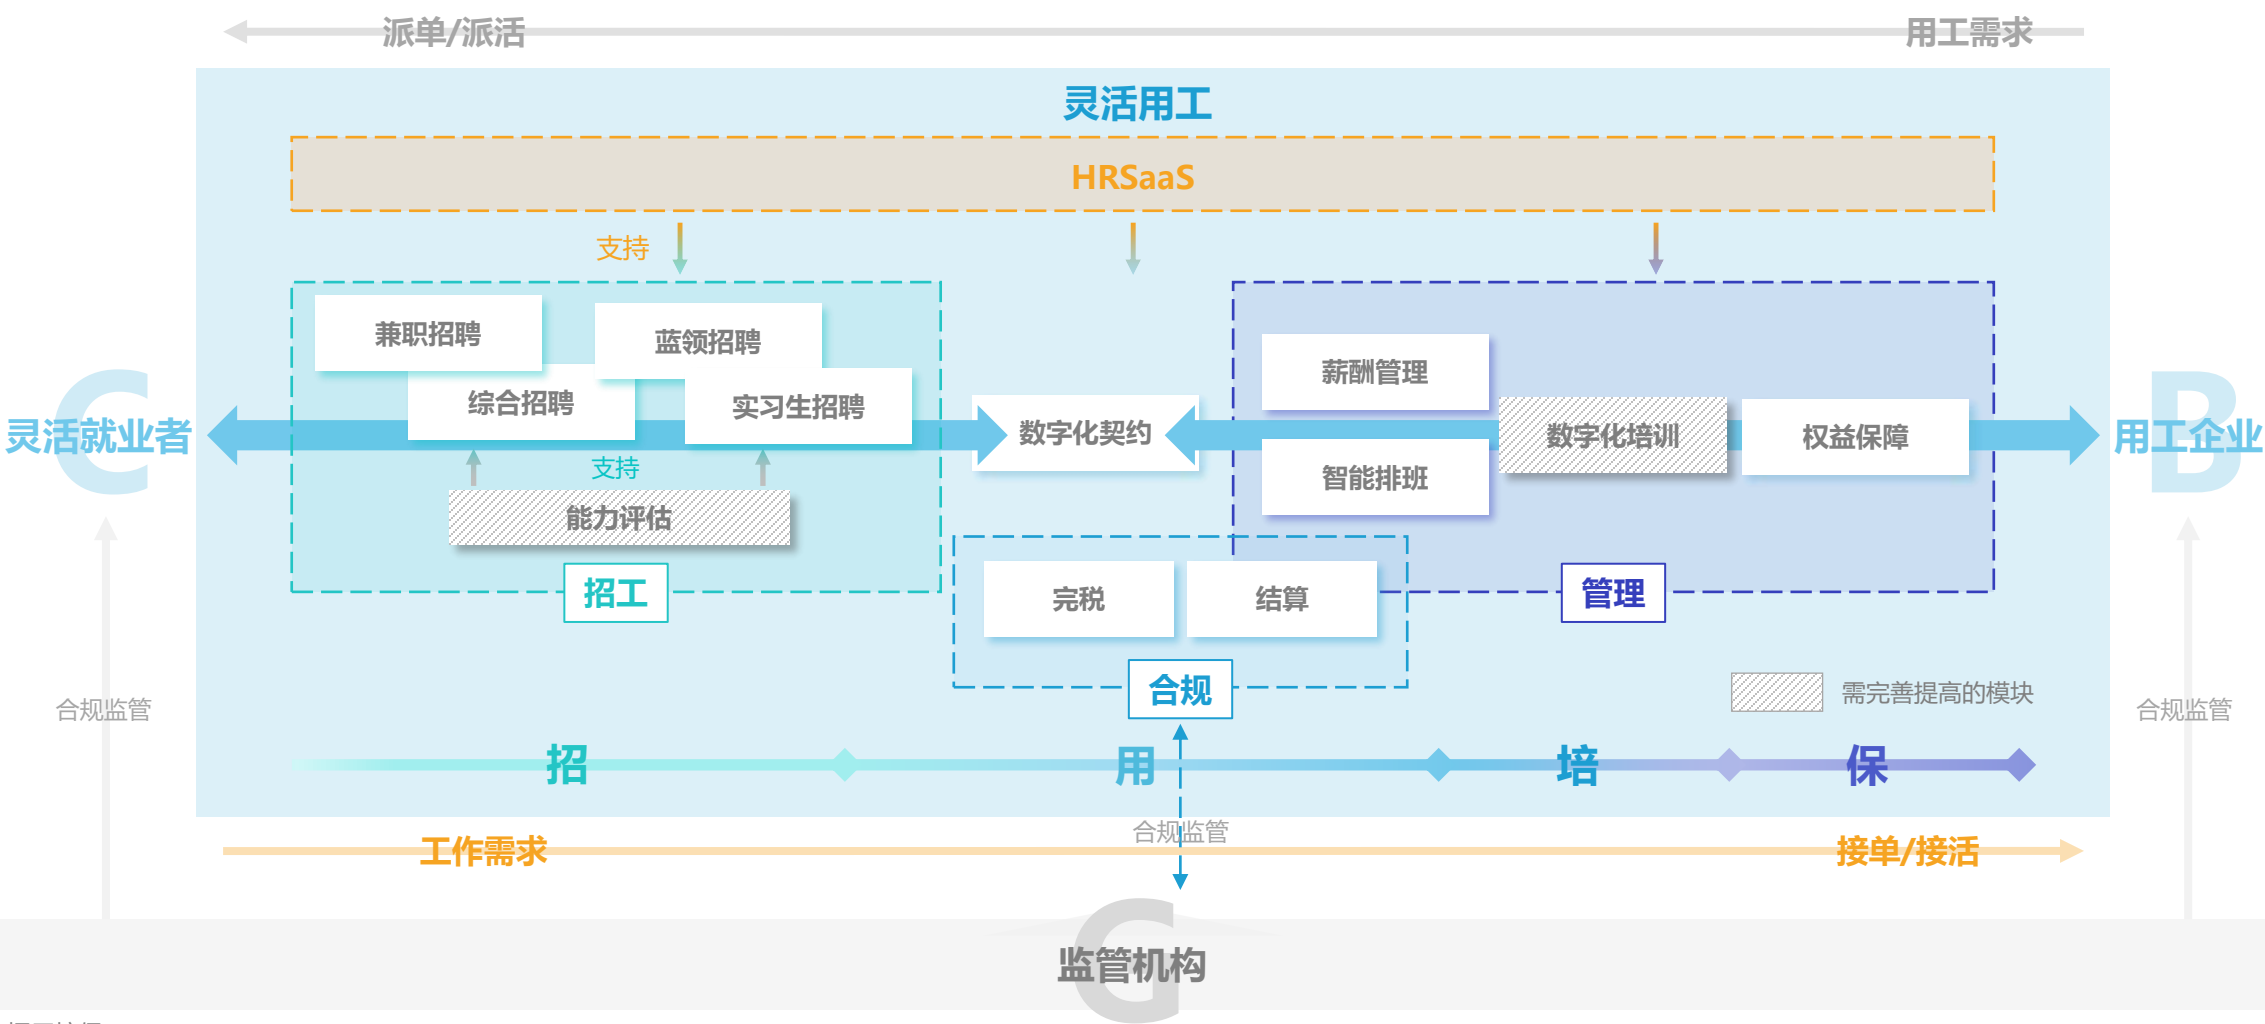 派单/派活
用工需求
灵活用工
HRSaaS
支持
兼职招聘
蓝领招聘
综合招聘
实习生招聘
支持
能力评估
招工
数字化契约
薪酬管理
智能排班
数字化培训
权益保障
管理
完税
结算
合规
C
灵活就业者
B
用工企业
合规监管
合规监管
需完善提高的模块
招
用
培
保
合规监管
工作需求
接单/接活
G
监管机构